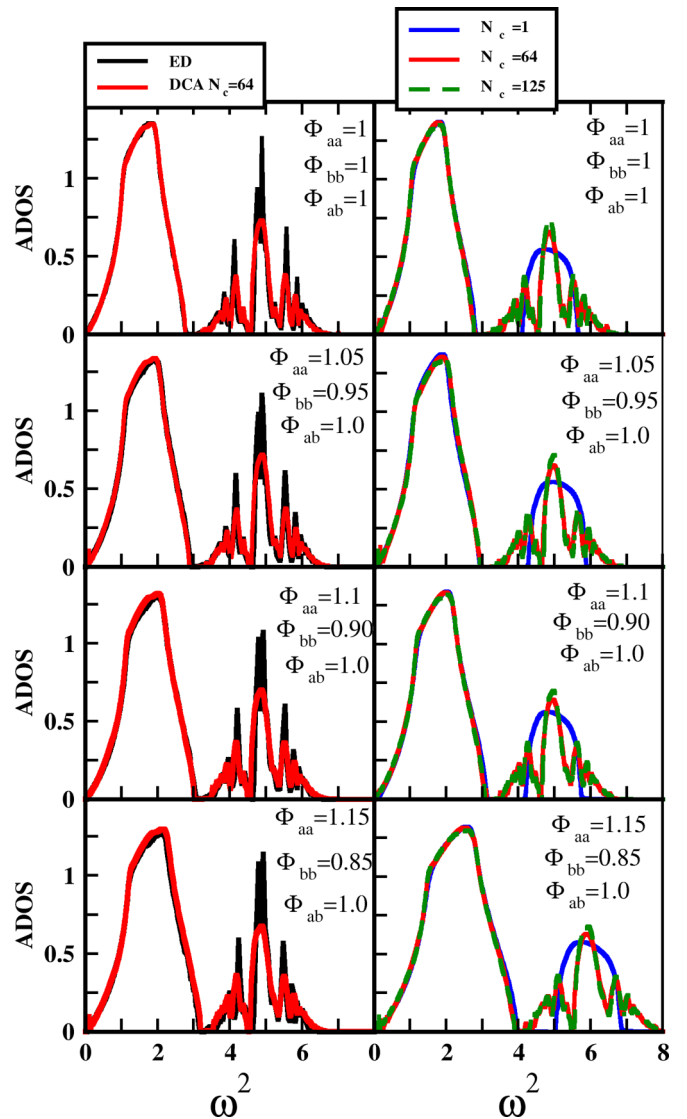 ED
DCA N_c=64
N_c=1
N_c=64
N_c=125
ADOS
1
0.5
0
Φ_aa=1
Φ_bb=1
Φ_ab=1
Φ_aa=1
Φ_bb=1
Φ_ab=1
ADOS
1
0.5
0
Φ_aa=1.05
Φ_bb=0.95
Φ_ab=1.0
Φ_aa=1.05
Φ_bb=0.95
Φ_ab=1.0
ADOS
1
0.5
0
Φ_aa=1.1
Φ_bb=0.90
Φ_ab=1.0
Φ_aa=1.1
Φ_bb=0.90
Φ_ab=1.0
ADOS
1
0.5
0
Φ_aa=1.15
Φ_bb=0.85
Φ_ab=1.0
Φ_aa=1.15
Φ_bb=0.85
Φ_ab=1.0
0 2 4 6 0 2 4 6 8
ω² ω²